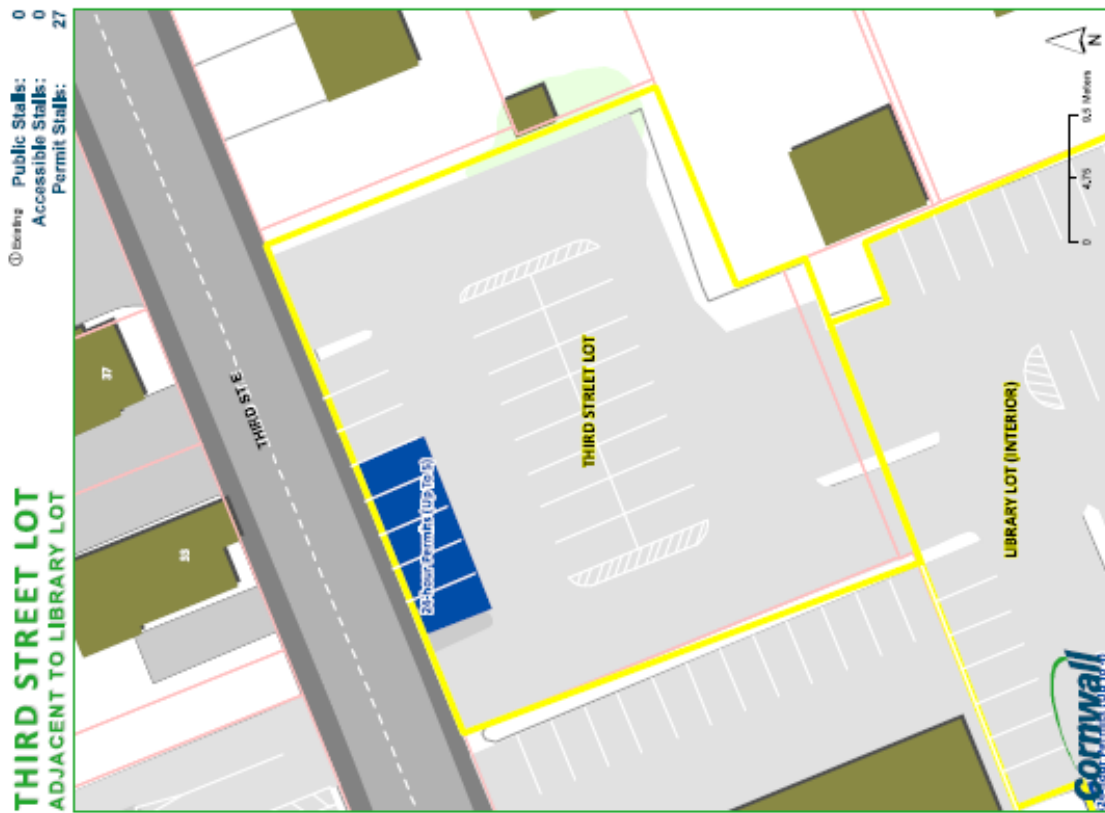 THIRD STREET LOT
ADJACENT TO LIBRARY LOT
Existing Public Stalls: 0
Accessible Stalls: 0
Permit Stalls: 27
37
THIRD ST E
33
24-hour Permits (Up To 5)
THIRD STREET LOT
LIBRARY LOT (INTERIOR)
0 4.75 9.5 Meters
N
Cornwall